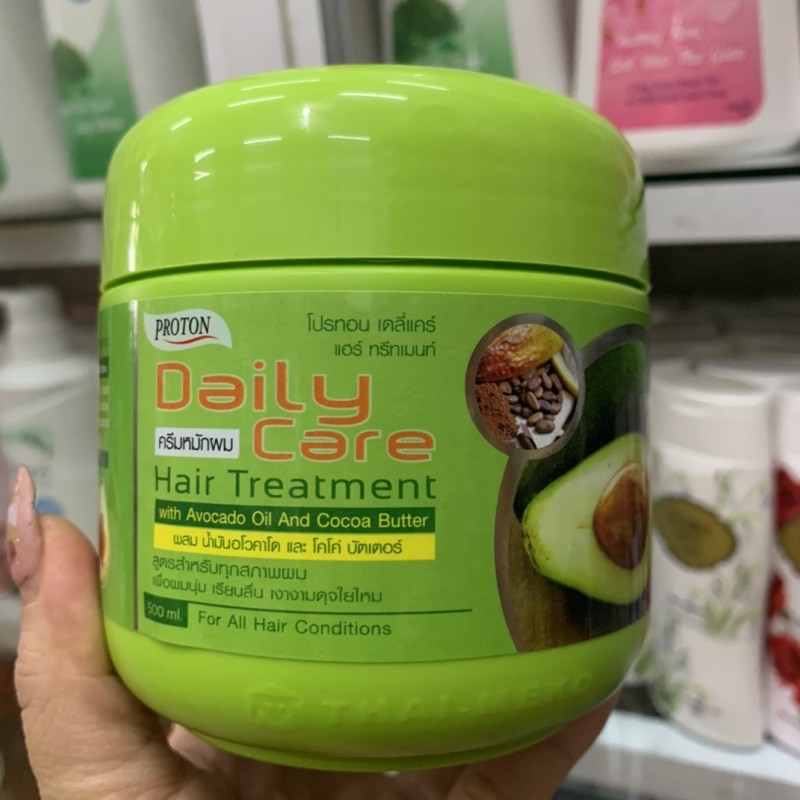 PROTON
โปรทอน เดลี่แคร์
แฮร์ ทรีทเมนท์
Daily
ครีมหมักผม
Care
Hair Treatment
with Avocado Oil And Cocoa Butter
ผสม น้ำมันอโวคาโด และ โคโค่ บัตเตอร์
สูตรสำหรับทุกสภาพผม
เพื่อผมนุ่ม เรียบลื่น เงางามดุจใยไหม
500 ml.
For All Hair Conditions
THAI-NEKO